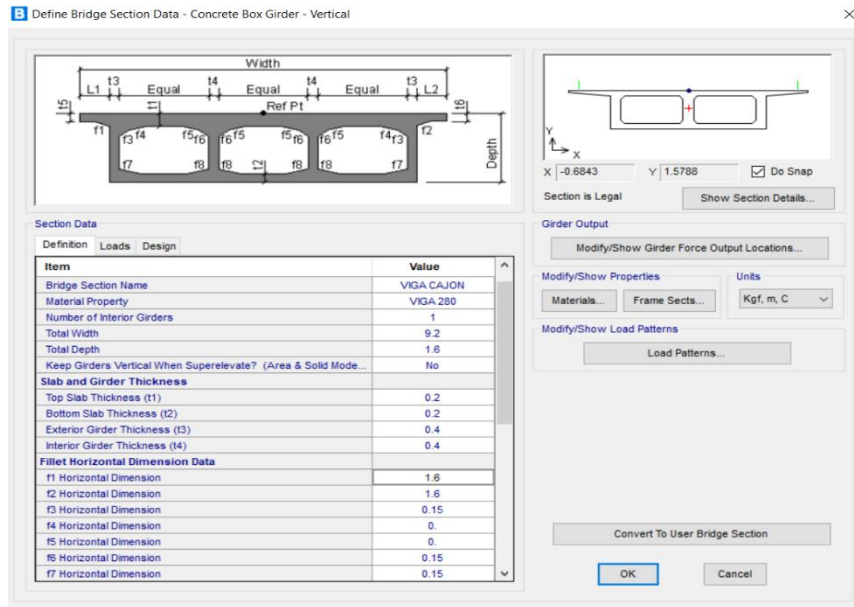 B Define Bridge Section Data - Concrete Box Girder - Vertical
Width
L1 t3 Equal t4 Equal t4 Equal t3 L2
t5 t1 Ref Pt t6
f1 f3 f4 f5 f6 f6 f5 f5 f6 f6 f5 f4 f3 f2
Depth
f7 f8 f8 t2 f8 f8 f7
Y
X
X -0.6843 Y 1.5788 Do Snap
Section is Legal Show Section Details...
Section Data
Definition Loads Design
Item Value
Bridge Section Name VIGA CAJON
Material Property VIGA 280
Number of Interior Girders 1
Total Width 9.2
Total Depth 1.6
Keep Girders Vertical When Superelevate? (Area & Solid Mode... No
Slab and Girder Thickness
Top Slab Thickness (t1) 0.2
Bottom Slab Thickness (t2) 0.2
Exterior Girder Thickness (t3) 0.4
Interior Girder Thickness (t4) 0.4
Fillet Horizontal Dimension Data
f1 Horizontal Dimension 1.6
f2 Horizontal Dimension 1.6
f3 Horizontal Dimension 0.15
f4 Horizontal Dimension 0.
f5 Horizontal Dimension 0.
f6 Horizontal Dimension 0.15
f7 Horizontal Dimension 0.15
Girder Output
Modify/Show Girder Force Output Locations...
Modify/Show Properties Units
Materials... Frame Sects... Kgf, m, C
Modify/Show Load Patterns
Load Patterns...
Convert To User Bridge Section
OK Cancel